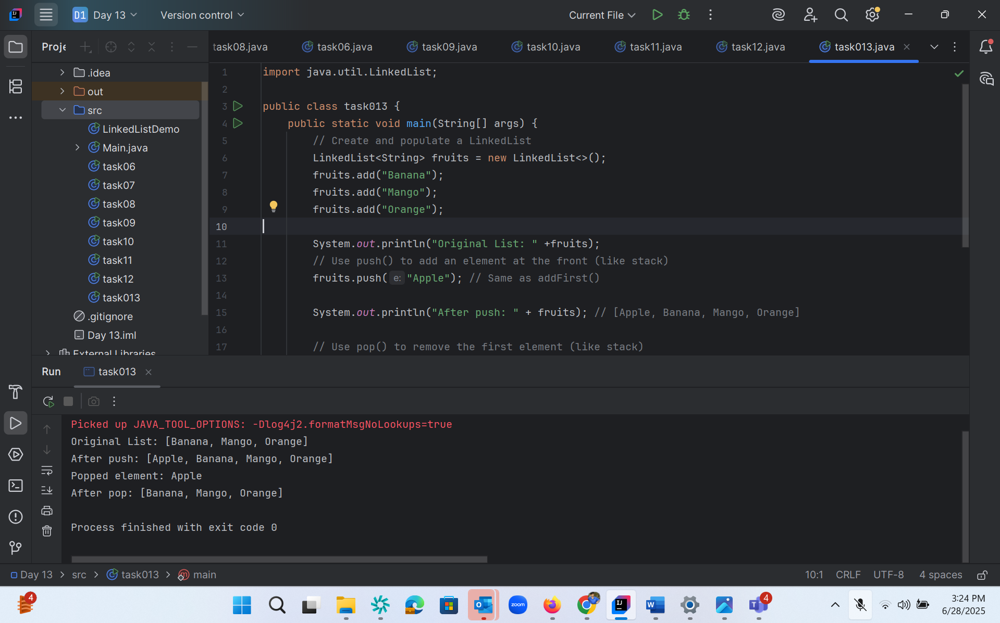 D1 Day 13 Version control Current File
Proje
task08.java task06.java task09.java task10.java task11.java task12.java task013.java
.idea
out
src
LinkedListDemo
Main.java
task06
task07
task08
task09
task10
task11
task12
task013
.gitignore
Day 13.iml
External Libraries
1 import java.util.LinkedList;
2
3 public class task013 {
4 public static void main(String[] args) {
5 // Create and populate a LinkedList
6 LinkedList<String> fruits = new LinkedList<>();
7 fruits.add("Banana");
8 fruits.add("Mango");
9 fruits.add("Orange");
10
11 System.out.println("Original List: " +fruits);
12 // Use push() to add an element at the front (like stack)
13 fruits.push( e: "Apple"); // Same as addFirst()
14
15 System.out.println("After push: " + fruits); // [Apple, Banana, Mango, Orange]
16
17 // Use pop() to remove the first element (like stack)
Run task013
Picked up JAVA_TOOL_OPTIONS: -Dlog4j2.formatMsgNoLookups=true
Original List: [Banana, Mango, Orange]
After push: [Apple, Banana, Mango, Orange]
Popped element: Apple
After pop: [Banana, Mango, Orange]
Process finished with exit code 0
Day 13 > src > task013 > main 10:1 CRLF UTF-8 4 spaces
4 zoom 4 3:24 PM
6/28/2025